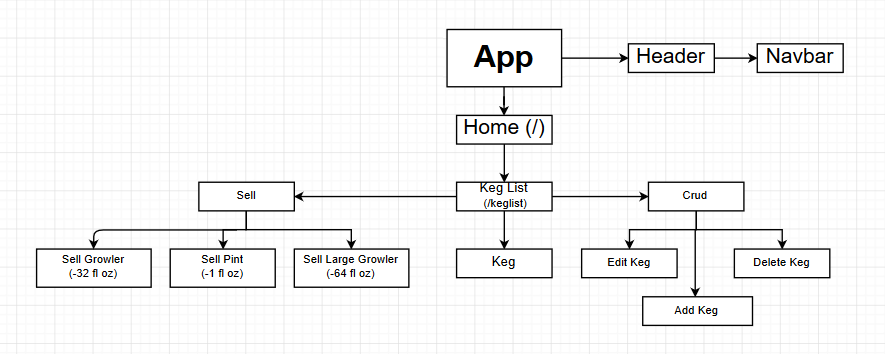 App
Header
Navbar
Home (/)
Keg List
(/keglist)
Sell
Crud
Sell Growler
(-32 fl oz)
Sell Pint
(-1 fl oz)
Sell Large Growler
(-64 fl oz)
Keg
Edit Keg
Delete Keg
Add Keg